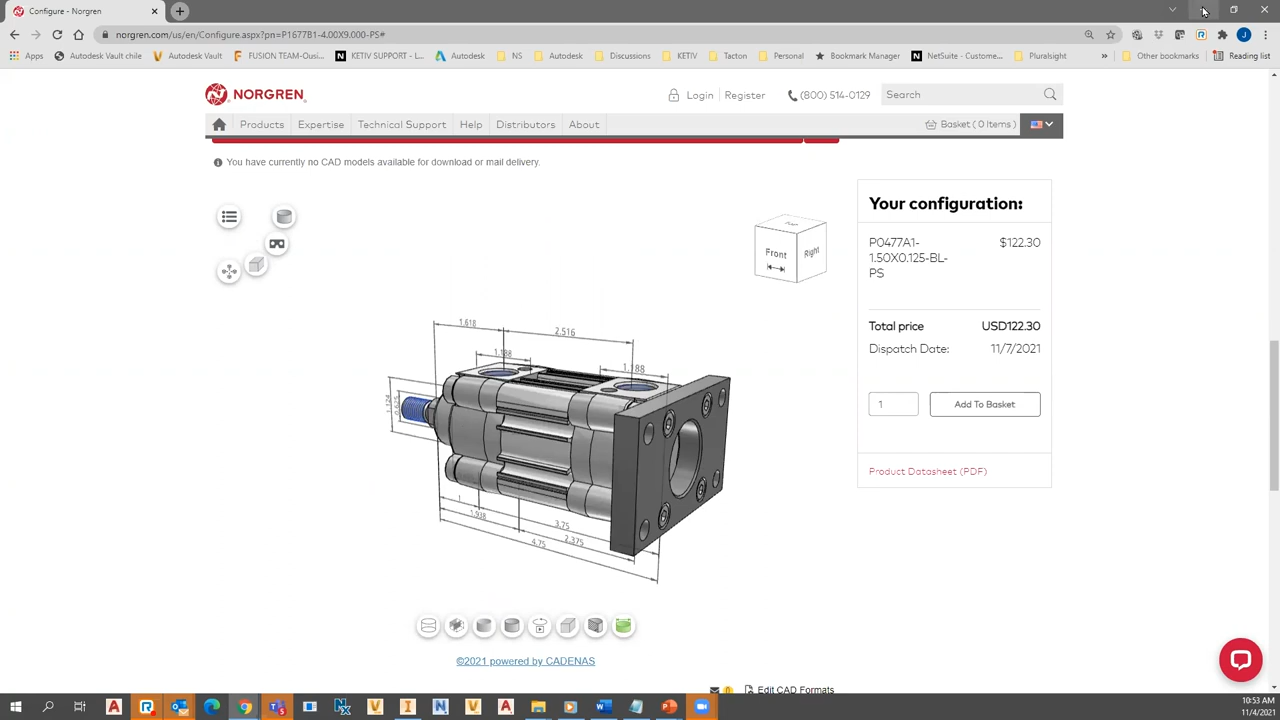 Configure - Norgren
norgren.com/us/en/Configure.aspx?pn=P1677B1-4.00X9.000-PS#
Apps
Autodesk Vault chile
Vault
FUSION TEAM-Ousi...
KETIV SUPPORT - L...
Autodesk
NS
Autodesk
Discussions
KETIV
Tacton
Personal
Bookmark Manager
NetSuite - Custome...
Pluralsight
Other bookmarks
Reading list
NORGREN
Login
Register
(800) 514-0129
Search
Products
Expertise
Technical Support
Help
Distributors
About
Basket ( 0 Items )
You have currently no CAD models available for download or mail delivery.
Front
Right
1.618
2.516
1.188
1.188
1
1.938
3.75
2.375
4.75
Your configuration:
P0477A1-
1.50X0.125-BL-
PS
$122.30
Total price
USD122.30
Dispatch Date:
11/7/2021
1
Add To Basket
Product Datasheet (PDF)
©2021 powered by CADENAS
0
Edit CAD Formats
10:53 AM
11/4/2021